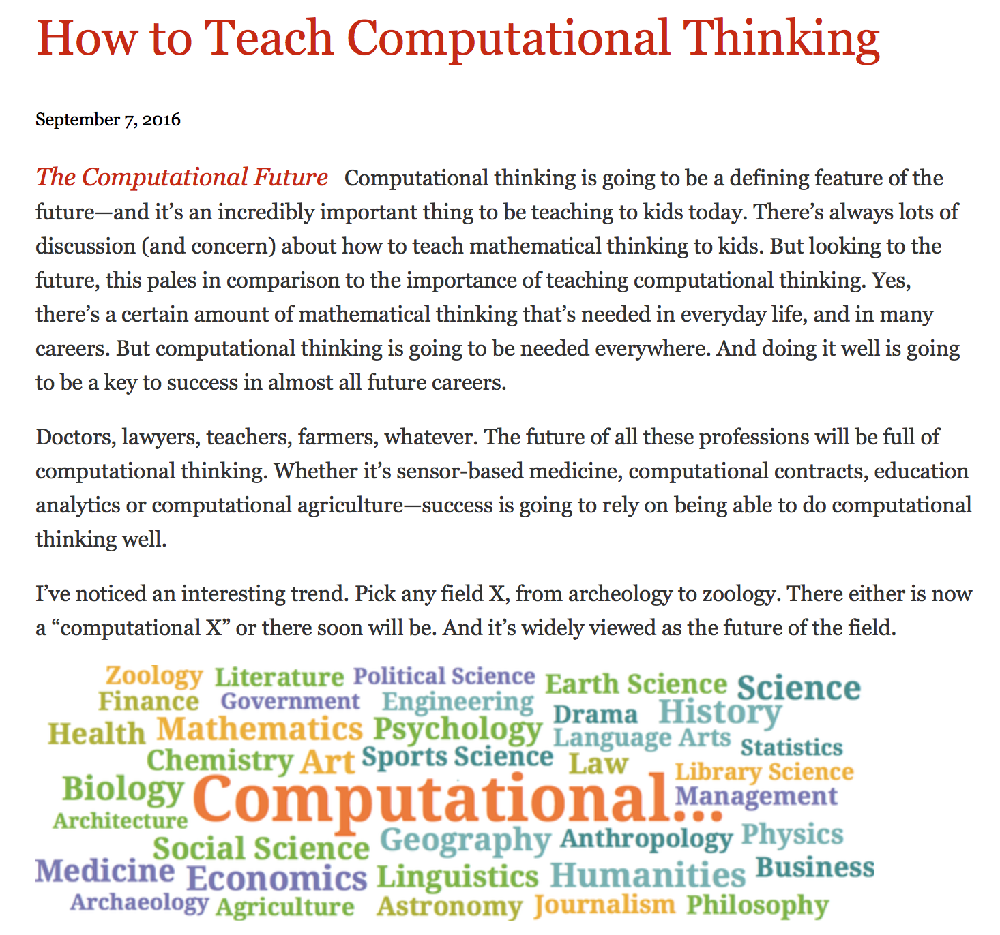 How to Teach Computational Thinking
September 7, 2016
The Computational Future Computational thinking is going to be a defining feature of the
future—and it’s an incredibly important thing to be teaching to kids today. There’s always lots of
discussion (and concern) about how to teach mathematical thinking to kids. But looking to the
future, this pales in comparison to the importance of teaching computational thinking. Yes,
there’s a certain amount of mathematical thinking that’s needed in everyday life, and in many
careers. But computational thinking is going to be needed everywhere. And doing it well is going
to be a key to success in almost all future careers.
Doctors, lawyers, teachers, farmers, whatever. The future of all these professions will be full of
computational thinking. Whether it’s sensor-based medicine, computational contracts, education
analytics or computational agriculture—success is going to rely on being able to do computational
thinking well.
I’ve noticed an interesting trend. Pick any field X, from archeology to zoology. There either is now
a “computational X” or there soon will be. And it’s widely viewed as the future of the field.
Zoology Literature Political Science Earth Science Science
Finance Government Engineering Drama History
Health Mathematics Psychology Language Arts Statistics
Chemistry Art Sports Science Law Library Science
Biology Computational... Management
Architecture Geography Anthropology Physics
Social Science
Medicine Economics Linguistics Humanities Business
Archaeology Agriculture Astronomy Journalism Philosophy